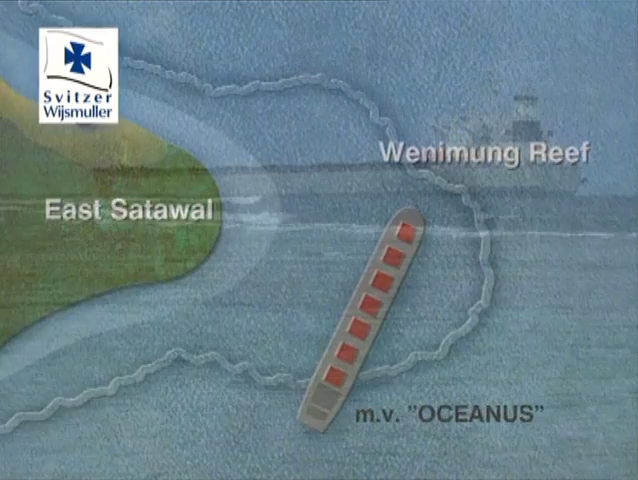 Svitzer
Wijsmuller
Wenimung Reef
East Satawal
m.v. "OCEANUS"